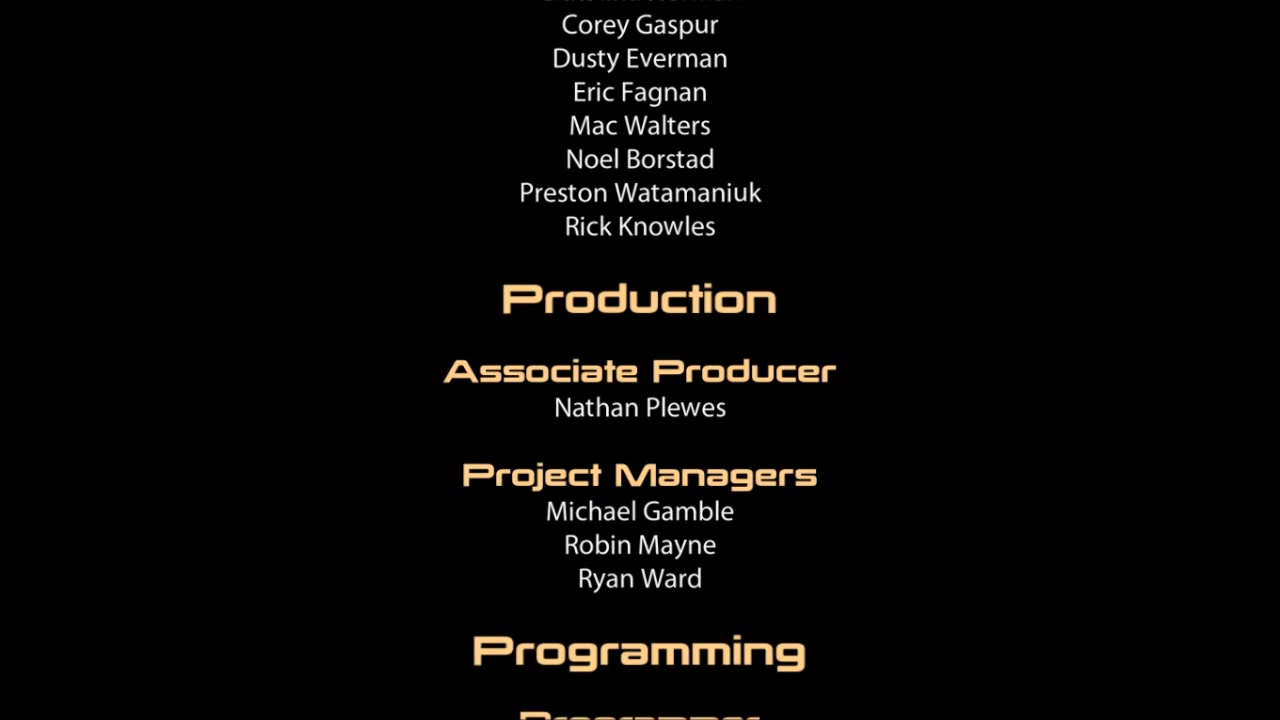 Corey Gaspur
Dusty Everman
Eric Fagnan
Mac Walters
Noel Borstad
Preston Watamaniuk
Rick Knowles
Production
Associate Producer
Nathan Plewes
Project Managers
Michael Gamble
Robin Mayne
Ryan Ward
Programming